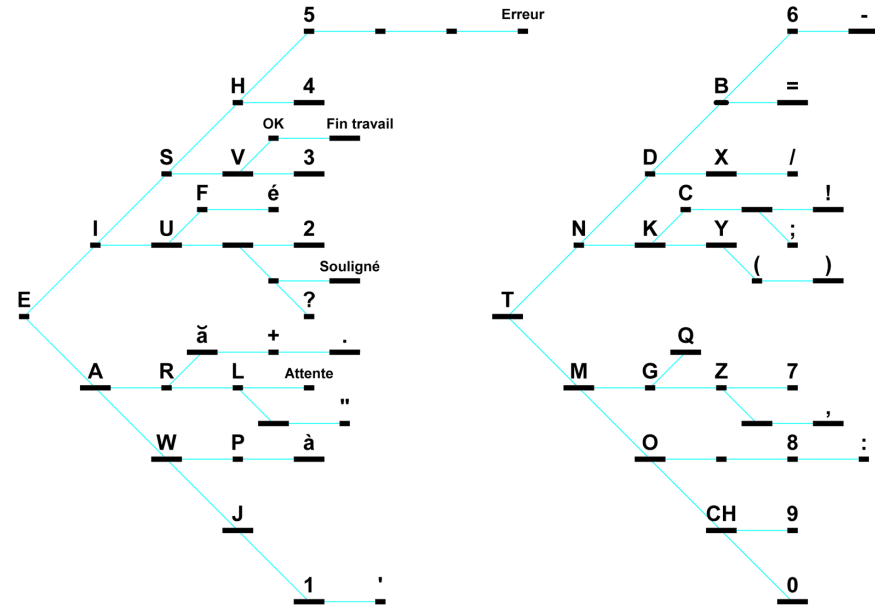 5 Erreur 6 -
H 4 B =
OK Fin travail
S V 3 D X /
F é C !
I U 2 N K Y ;
Souligné ( )
E ? T
ă + . Q
A R L Attente M G Z 7
" ,
W P à O 8 :
J CH 9
1 ' 0